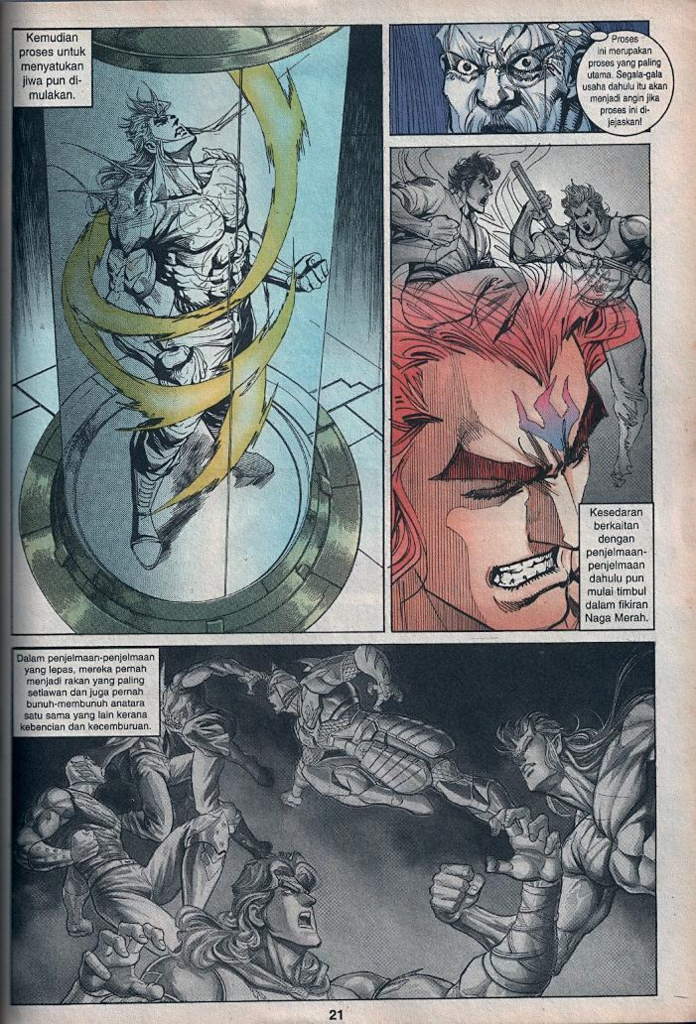 Kemudian
proses untuk
menyatukan
jiwa pun di-
mulakan.
Proses
ini merupakan
proses yang paling
utama. Segala-gala
usaha dahulu itu akan
menjadi angin jika
proses ini di-
jejaskan!
Kesedaran
berkaitan
dengan
penjelmaan-
penjelmaan
dahulu pun
mulai timbul
dalam fikiran
Naga Merah.
Dalam penjelmaan-penjelmaan
yang lepas, mereka pernah
menjadi rakan yang paling
setiawan dan juga pernah
bunuh-membunuh anatara
satu sama yang lain kerana
kebencian dan kecemburuan.
21